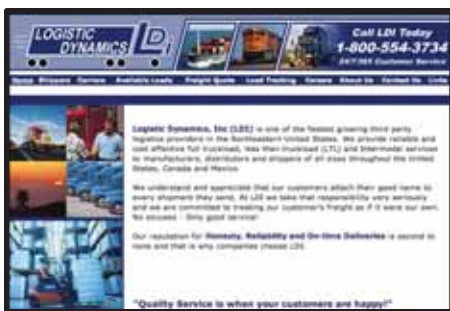 LOGISTIC
DYNAMICS
LDi
Call LDI Today
1-800-554-3734
24/7/365 Customer Service
Home Shippers Carriers Available Loads Freight Quote Load Tracking Careers About Us Contact Us Links
Logistic Dynamics, Inc (LDI) is one of the fastest growing third party
logistics providers in the Northeastern United States. We provide reliable and
cost effective full truckload, less then truckload (LTL) and Intermodal services
to manufacturers, distributors and shippers of all sizes throughout the United
States, Canada and Mexico.
We understand and appreciate that our customers attach their good name to
every shipment they send. At LDI we take that responsibility very seriously
and we are committed to treating our customer's freight as if it were our own.
No excuses - Only good service!
Our reputation for Honesty, Reliability and On-time Deliveries is second to
none and that is why companies choose LDI.
"Quality Service is when your customers are happy!"